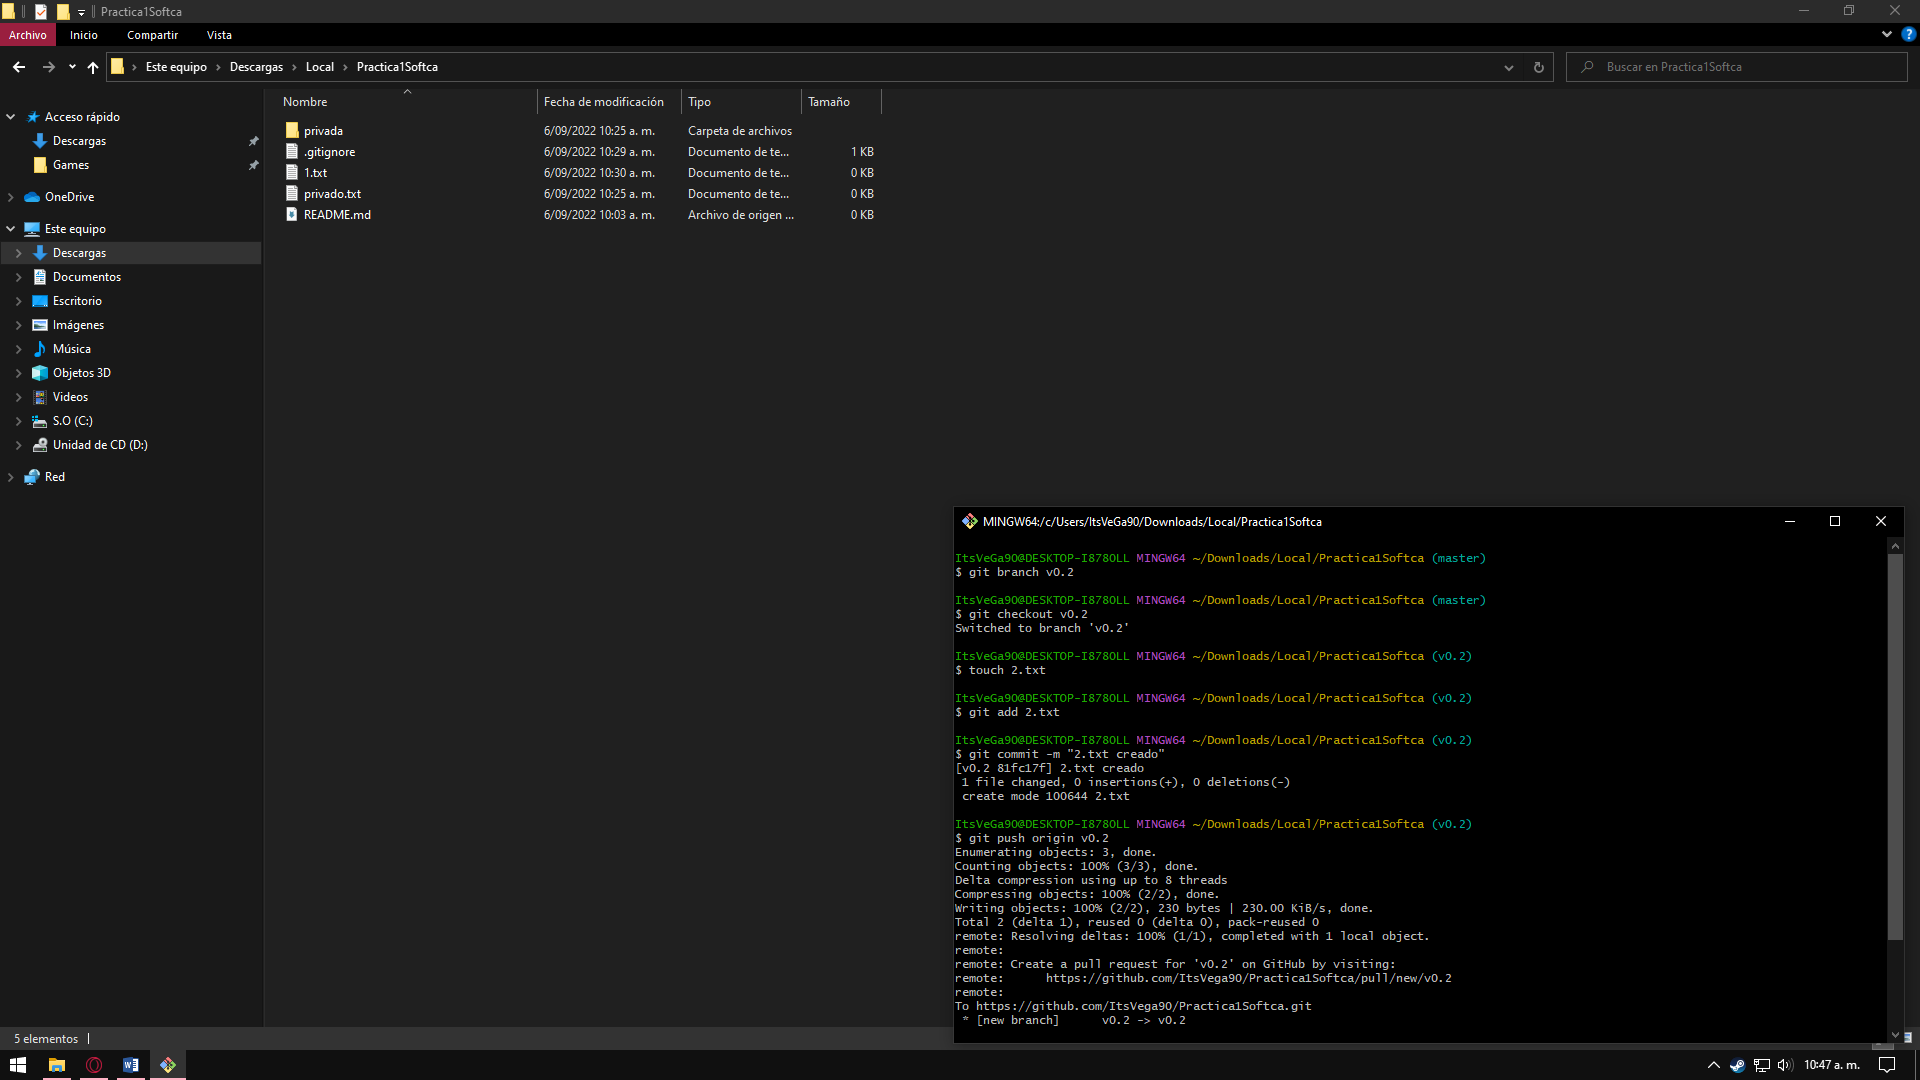 Practica1Softca
Archivo Inicio Compartir Vista
Este equipo Descargas Local Practica1Softca
Buscar en Practica1Softca
Nombre Fecha de modificación Tipo Tamaño
privada 6/09/2022 10:25 a. m. Carpeta de archivos
.gitignore 6/09/2022 10:29 a. m. Documento de te... 1 KB
1.txt 6/09/2022 10:30 a. m. Documento de te... 0 KB
privado.txt 6/09/2022 10:25 a. m. Documento de te... 0 KB
README.md 6/09/2022 10:03 a. m. Archivo de origen ... 0 KB
Acceso rápido
Descargas
Games
OneDrive
Este equipo
Descargas
Documentos
Escritorio
Imágenes
Música
Objetos 3D
Videos
S.O (C:)
Unidad de CD (D:)
Red
MINGW64:/c/Users/ItsVeGa90/Downloads/Local/Practica1Softca
ItsVeGa90@DESKTOP-I878OLL MINGW64 ~/Downloads/Local/Practica1Softca (master)
$ git branch v0.2
ItsVeGa90@DESKTOP-I878OLL MINGW64 ~/Downloads/Local/Practica1Softca (master)
$ git checkout v0.2
Switched to branch 'v0.2'
ItsVeGa90@DESKTOP-I878OLL MINGW64 ~/Downloads/Local/Practica1Softca (v0.2)
$ touch 2.txt
ItsVeGa90@DESKTOP-I878OLL MINGW64 ~/Downloads/Local/Practica1Softca (v0.2)
$ git add 2.txt
ItsVeGa90@DESKTOP-I878OLL MINGW64 ~/Downloads/Local/Practica1Softca (v0.2)
$ git commit -m "2.txt creado"
[v0.2 81fc17f] 2.txt creado
1 file changed, 0 insertions(+), 0 deletions(-)
create mode 100644 2.txt
ItsVeGa90@DESKTOP-I878OLL MINGW64 ~/Downloads/Local/Practica1Softca (v0.2)
$ git push origin v0.2
Enumerating objects: 3, done.
Counting objects: 100% (3/3), done.
Delta compression using up to 8 threads
Compressing objects: 100% (2/2), done.
Writing objects: 100% (2/2), 230 bytes | 230.00 KiB/s, done.
Total 2 (delta 1), reused 0 (delta 0), pack-reused 0
remote: Resolving deltas: 100% (1/1), completed with 1 local object.
remote:
remote: Create a pull request for 'v0.2' on GitHub by visiting:
remote: https://github.com/ItsVega90/Practica1Softca/pull/new/v0.2
remote:
To https://github.com/ItsVega90/Practica1Softca.git
* [new branch] v0.2 -> v0.2
5 elementos
10:47 a. m.